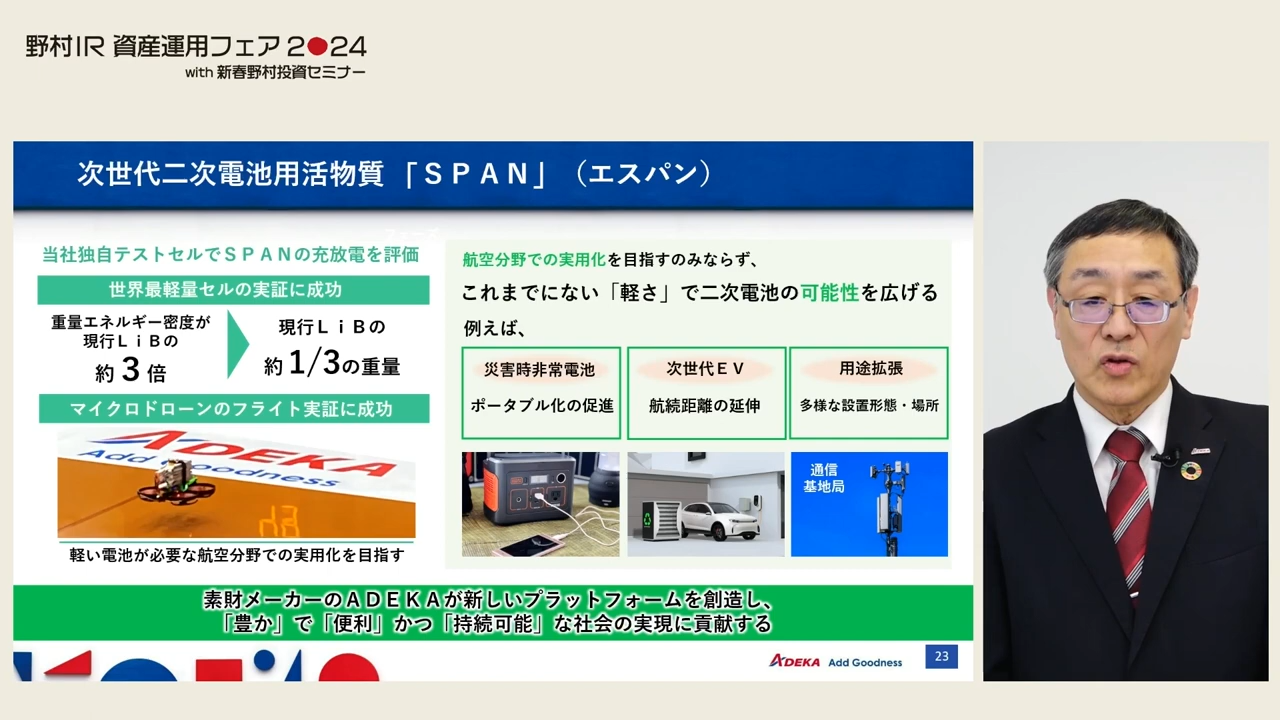 野村IR 資産運用フェア 2024
with 新春野村投資セミナー
次世代二次電池用活物質 「ＳＰＡＮ」（エスパン）
当社独自テストセルでＳＰＡＮの充放電を評価
世界最軽量セルの実証に成功
重量エネルギー密度が
現行ＬｉＢの
約３倍
現行ＬｉＢの
約1/3の重量
マイクロドローンのフライト実証に成功
ADEKA
Add Goodness
軽い電池が必要な航空分野での実用化を目指す
航空分野での実用化を目指すのみならず、
これまでにない「軽さ」で二次電池の可能性を広げる
例えば、
災害時非常電池
ポータブル化の促進
次世代ＥＶ
航続距離の延伸
用途拡張
多様な設置形態・場所
通信
基地局
素財メーカーのＡＤＥＫＡが新しいプラットフォームを創造し、
「豊か」で「便利」かつ「持続可能」な社会の実現に貢献する
ADEKA Add Goodness
23